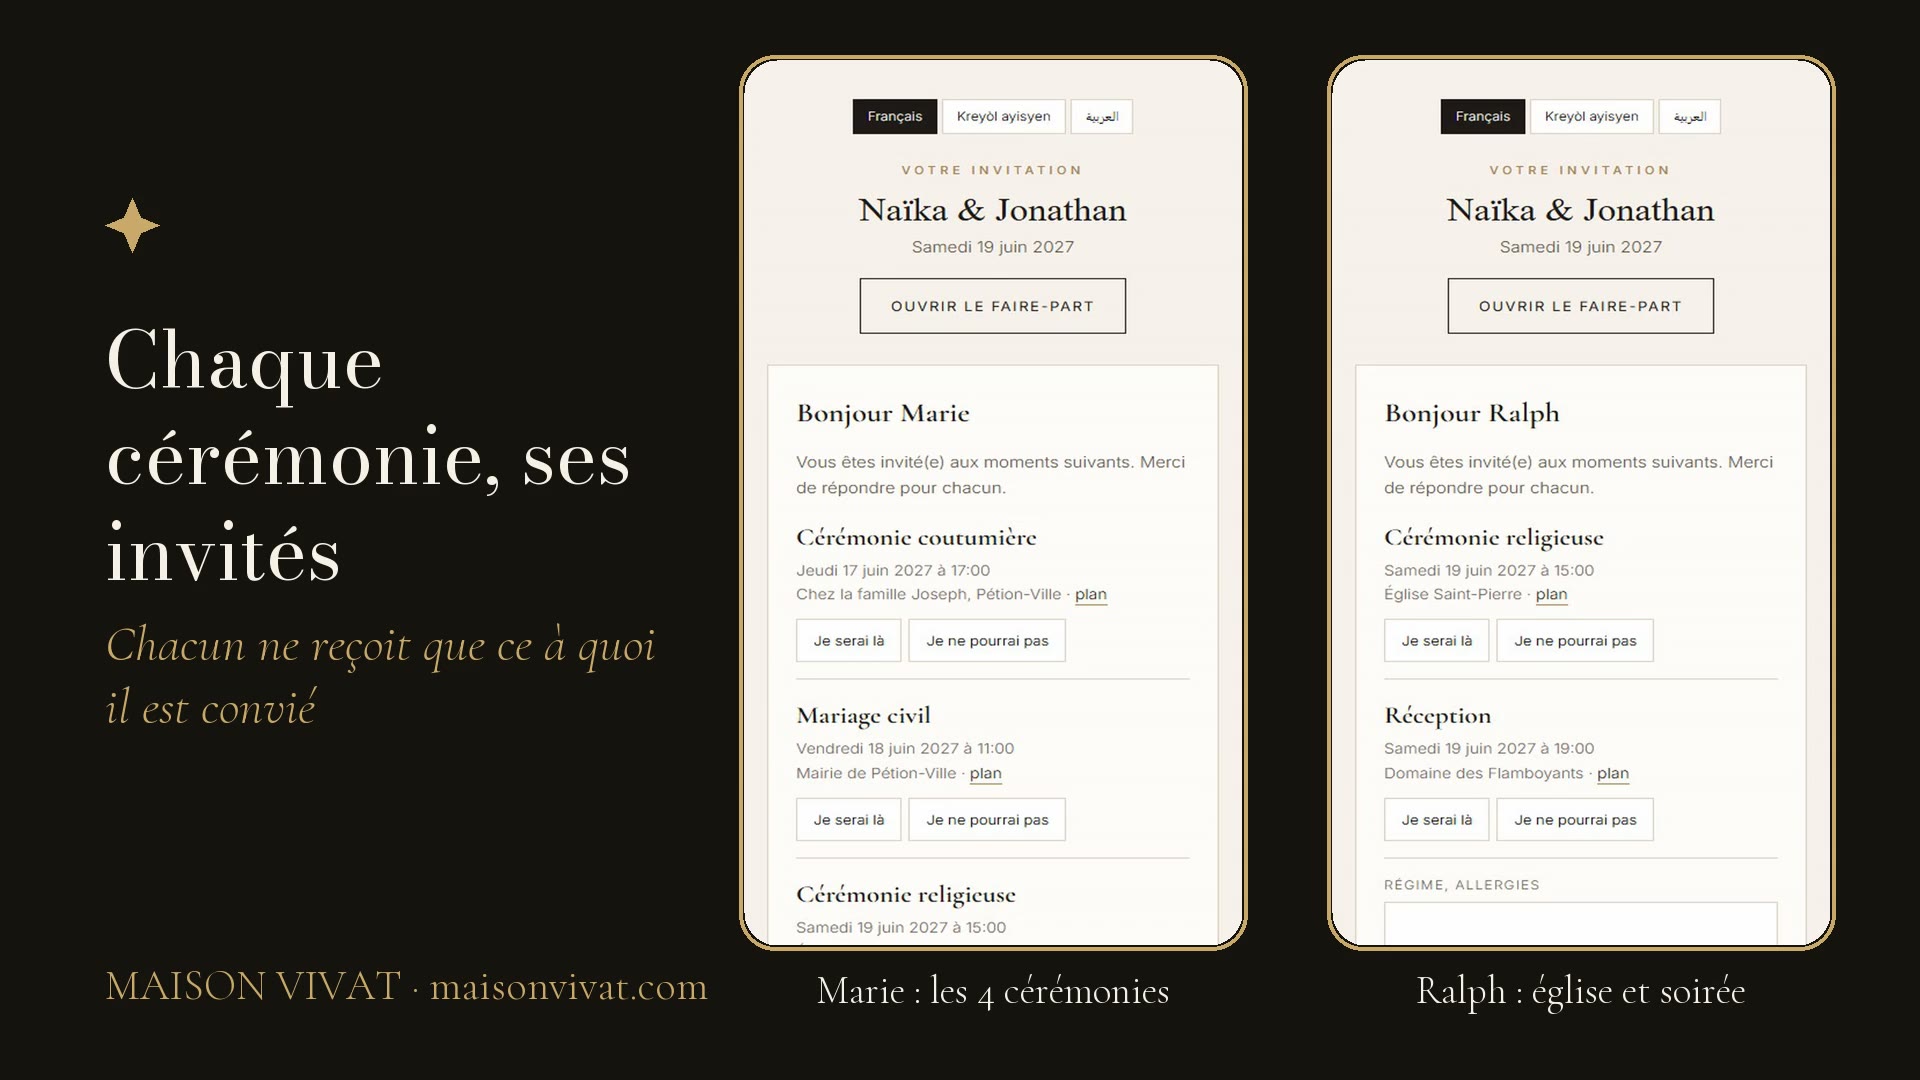 Chaque
cérémonie, ses
invités
Chacun ne reçoit que ce à quoi
il est convié
MAISON VIVAT · maisonvivat.com
Français
Kreyòl ayisyen
العربية
VOTRE INVITATION
Naïka & Jonathan
Samedi 19 juin 2027
OUVRIR LE FAIRE-PART
Bonjour Marie
Vous êtes invité(e) aux moments suivants. Merci
de répondre pour chacun.
Cérémonie coutumière
Jeudi 17 juin 2027 à 17:00
Chez la famille Joseph, Pétion-Ville · plan
Je serai là
Je ne pourrai pas
Mariage civil
Vendredi 18 juin 2027 à 11:00
Mairie de Pétion-Ville · plan
Je serai là
Je ne pourrai pas
Cérémonie religieuse
Samedi 19 juin 2027 à 15:00
Marie : les 4 cérémonies
Français
Kreyòl ayisyen
العربية
VOTRE INVITATION
Naïka & Jonathan
Samedi 19 juin 2027
OUVRIR LE FAIRE-PART
Bonjour Ralph
Vous êtes invité(e) aux moments suivants. Merci
de répondre pour chacun.
Cérémonie religieuse
Samedi 19 juin 2027 à 15:00
Église Saint-Pierre · plan
Je serai là
Je ne pourrai pas
Réception
Samedi 19 juin 2027 à 19:00
Domaine des Flamboyants · plan
Je serai là
Je ne pourrai pas
RÉGIME, ALLERGIES
Ralph : église et soirée